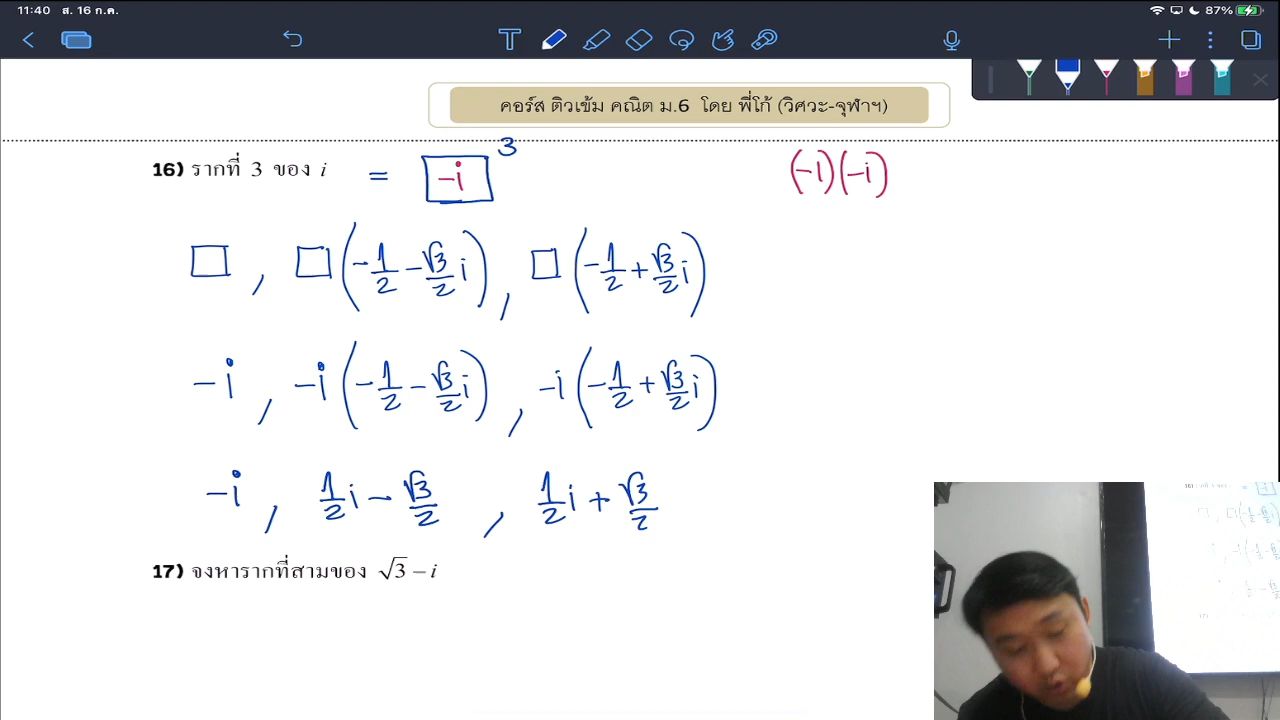 11:40 ส. 16 ก.ค. 87%
T
คอร์ส ติวเข้ม คณิต ม.6 โดย พี่โก้ (วิศวะ-จุฬาฯ)
16) รากที่ 3 ของ i = [-i]³ (-i)(-i)
□ , □(-1/2 - √3/2 i) , □(-1/2 + √3/2 i)
-i , -i(-1/2 - √3/2 i) , -i(-1/2 + √3/2 i)
-i , 1/2 i - √3/2 , 1/2 i + √3/2
17) จงหารากที่สามของ √3 - i